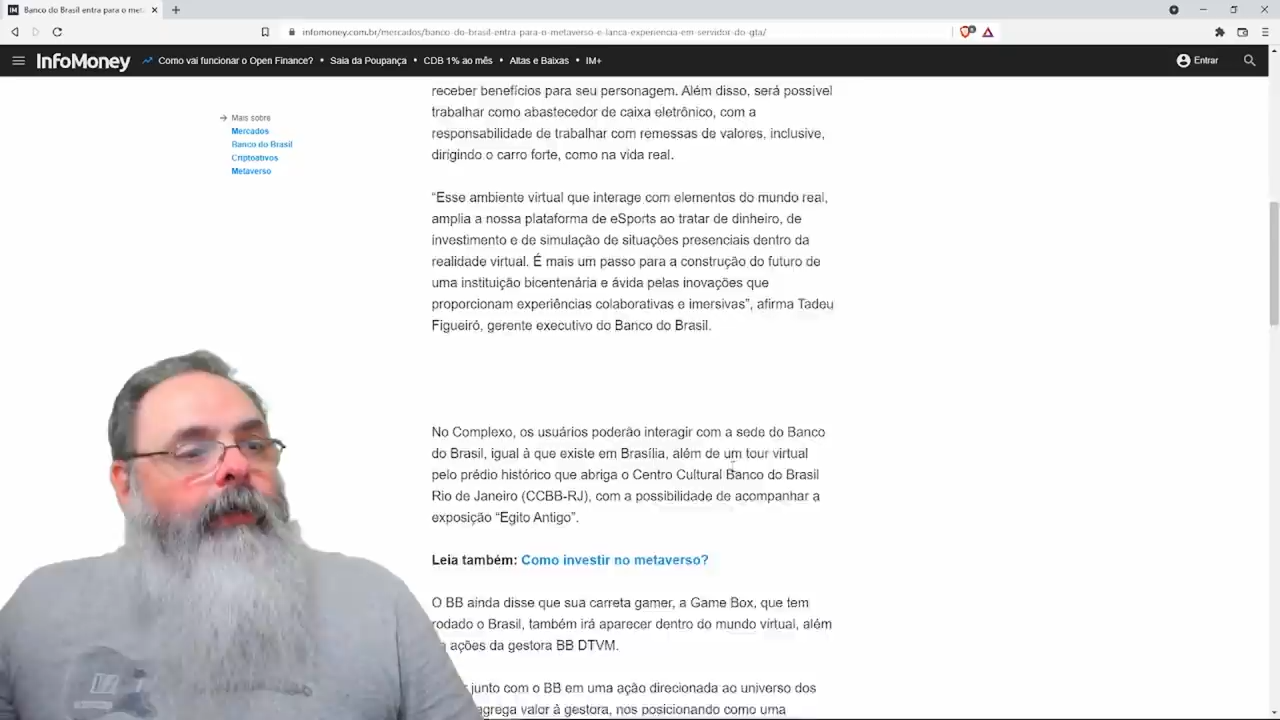 Banco do Brasil entra para o met
infomoney.com.br/mercados/banco-do-brasil-entra-para-o-metaverso-e-lanca-experiencia-em-servidor-do-gta/
InfoMoney
Como vai funcionar o Open Finance? • Saia da Poupança • CDB 1% ao mês • Altas e Baixas • IM+
Entrar
Mais sobre
Mercados
Banco do Brasil
Criptoativos
Metaverso
receber benefícios para seu personagem. Além disso, será possível
trabalhar como abastecedor de caixa eletrônico, com a
responsabilidade de trabalhar com remessas de valores, inclusive,
dirigindo o carro forte, como na vida real.
“Esse ambiente virtual que interage com elementos do mundo real,
amplia a nossa plataforma de eSports ao tratar de dinheiro, de
investimento e de simulação de situações presenciais dentro da
realidade virtual. É mais um passo para a construção do futuro de
uma instituição bicentenária e ávida pelas inovações que
proporcionam experiências colaborativas e imersivas”, afirma Tadeu
Figueiró, gerente executivo do Banco do Brasil.
No Complexo, os usuários poderão interagir com a sede do Banco
do Brasil, igual à que existe em Brasília, além de um tour virtual
pelo prédio histórico que abriga o Centro Cultural Banco do Brasil
Rio de Janeiro (CCBB-RJ), com a possibilidade de acompanhar a
exposição “Egito Antigo”.
Leia também: Como investir no metaverso?
O BB ainda disse que sua carreta gamer, a Game Box, que tem
rodado o Brasil, também irá aparecer dentro do mundo virtual, além
ações da gestora BB DTVM.
junto com o BB em uma ação direcionada ao universo dos
agrega valor à gestora, nos posicionando como uma